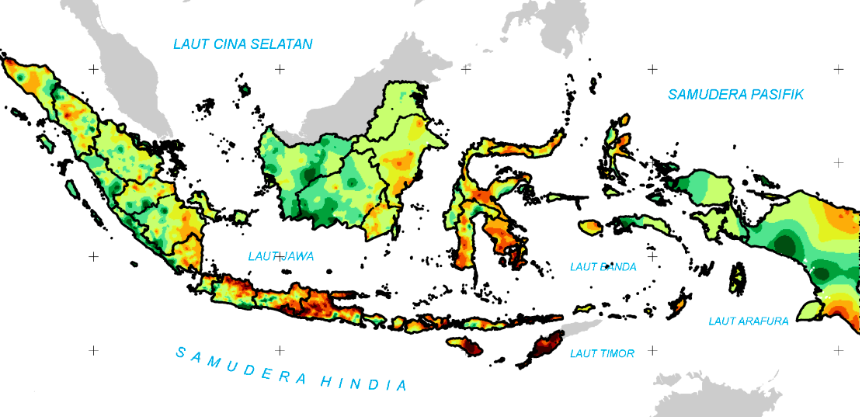 LAUT CINA SELATAN
SAMUDERA PASIFIK
LAUT JAWA
LAUT BANDA
LAUT ARAFURA
LAUT TIMOR
SAMUDERA HINDIA